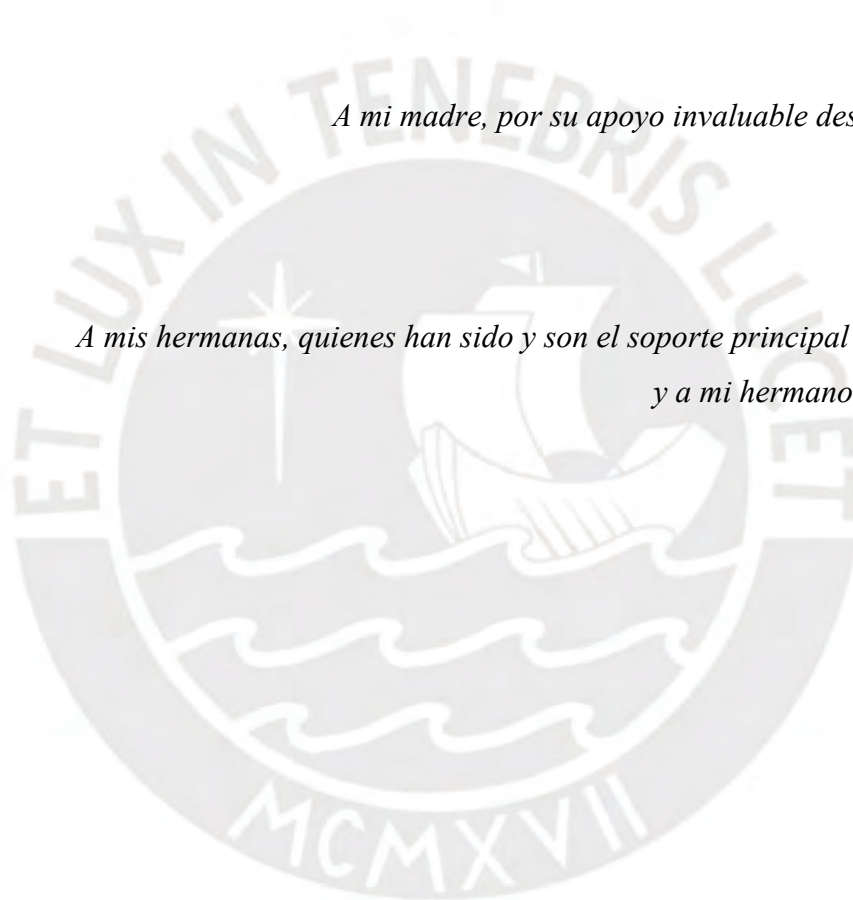 A mi madre, por su apoyo invaluable des
A mis hermanas, quienes han sido y son el soporte principal
y a mi hermano
ET LUX IN TENEBRIS LUCET
MCMXVII